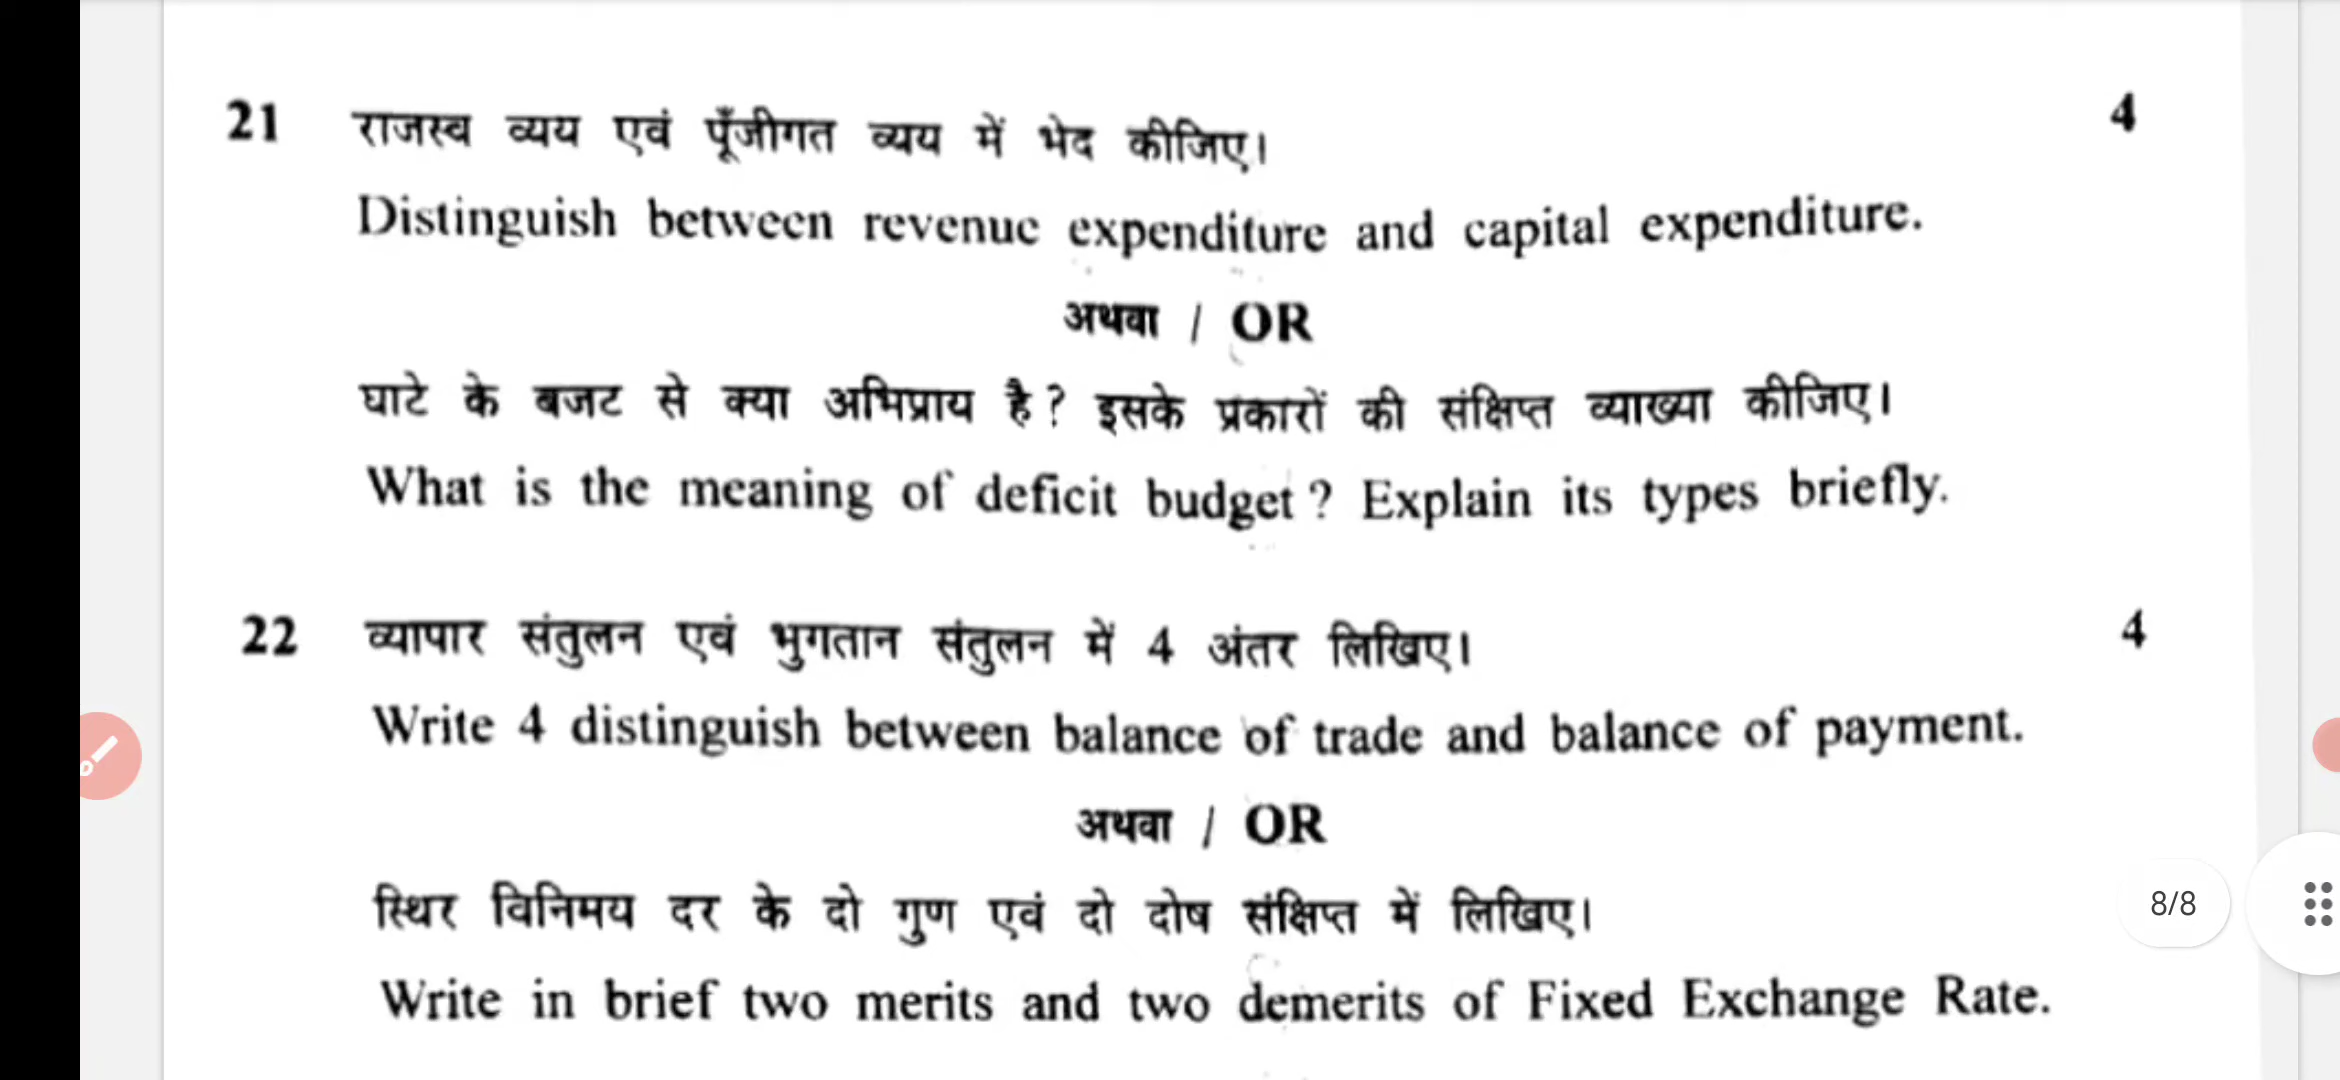 21 राजस्व व्यय एवं पूँजीगत व्यय में भेद कीजिए। 4
Distinguish between revenue expenditure and capital expenditure.
अथवा / OR
घाटे के बजट से क्या अभिप्राय है? इसके प्रकारों की संक्षिप्त व्याख्या कीजिए।
What is the meaning of deficit budget? Explain its types briefly.
22 व्यापार संतुलन एवं भुगतान संतुलन में 4 अंतर लिखिए। 4
Write 4 distinguish between balance of trade and balance of payment.
अथवा / OR
स्थिर विनिमय दर के दो गुण एवं दो दोष संक्षिप्त में लिखिए।
8/8
Write in brief two merits and two demerits of Fixed Exchange Rate.